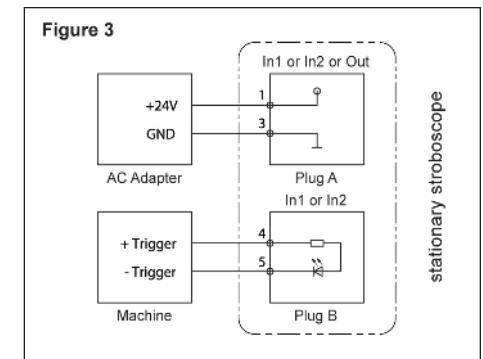 Figure 3
In1 or In2 or Out
+24V
1
GND
3
AC Adapter
Plug A
In1 or In2
+ Trigger
4
- Trigger
5
Machine
Plug B
stationary stroboscope